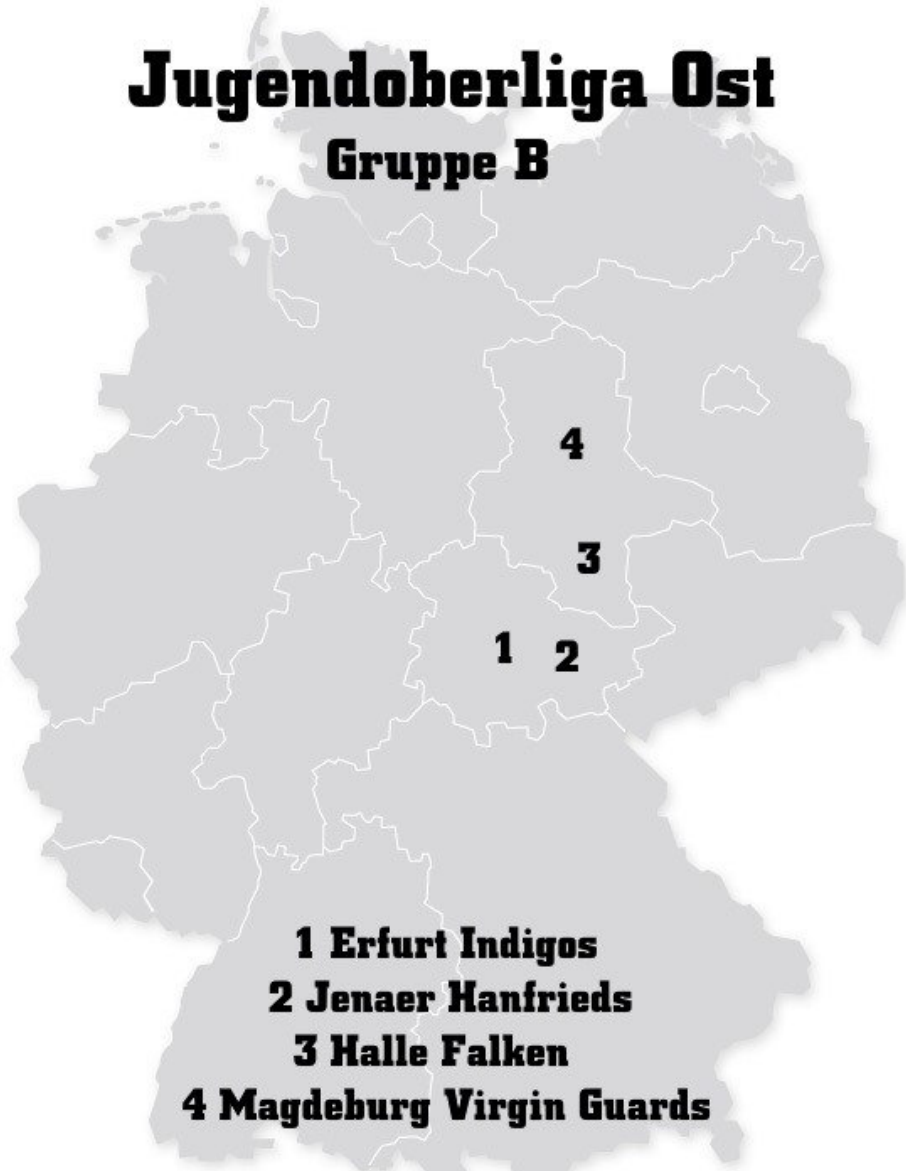 Jugendoberliga Ost
Gruppe B
4
3
1 2
1 Erfurt Indigos
2 Jenaer Hanfrieds
3 Halle Falken
4 Magdeburg Virgin Guards